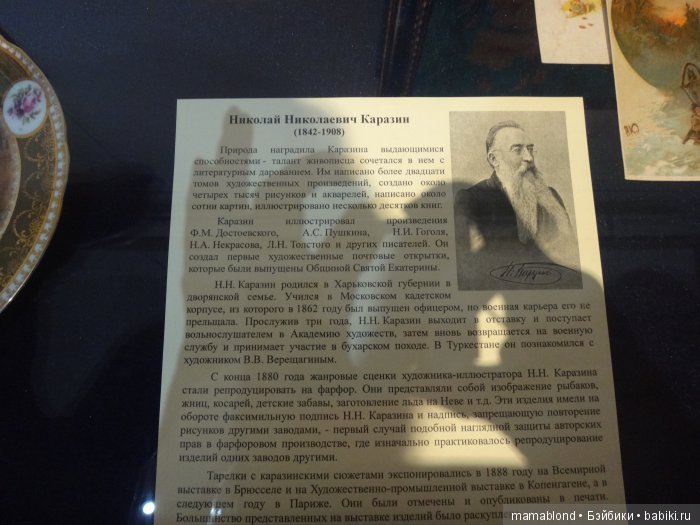 Николай Николаевич Каразин
(1842-1908)
Природа наградила Каразина выдающимися
способностями - талант живописца сочетался в нем с
литературным дарованием. Им написано более двадцати
томов художественных произведений, создано около
четырех тысяч рисунков и акварелей, написано около
сотни картин, иллюстрировано несколько десятков книг.
Каразин иллюстрировал произведения
Ф.М. Достоевского, А.С. Пушкина, Н.И. Гоголя,
Н.А. Некрасова, Л.Н. Толстого и других писателей. Он
создал первые художественные почтовые открытки,
которые были выпущены Общиной Святой Екатерины.
Н.Н. Каразин родился в Харьковской губернии в
дворянской семье. Учился в Московском кадетском
корпусе, из которого в 1862 году был выпущен офицером, но военная карьера его не
прельщала. Прослужив три года, Н.Н. Каразин выходит в отставку и поступает
вольнослушателем в Академию художеств, затем вновь возвращается на военную
службу и принимает участие в бухарском походе. В Туркестане он познакомился с
художником В.В. Верещагиным.
С конца 1880 года жанровые сценки художника-иллюстратора Н.Н. Каразина
стали репродуцировать на фарфор. Они представляли собой изображение рыбаков,
жниц, косарей, детские забавы, заготовление льда на Неве и т.д. Эти изделия имели на
обороте факсимильную подпись Н.Н. Каразина и надпись, запрещающую повторение
рисунков другими заводами, - первый случай подобной наглядной защиты авторских
прав в фарфоровом производстве, где изначально практиковалось репродуцирование
изделий одних заводов другими.
Тарелки с каразинскими сюжетами экспонировались в 1888 году на Всемирной
выставке в Брюсселе и на Художественно-промышленной выставке в Копенгагене, а в
следующем году в Париже. Они были отмечены и опубликованы в печати.
Большинство представленных на выставке изделий было
mamablond • Бэйбики • babiki.ru